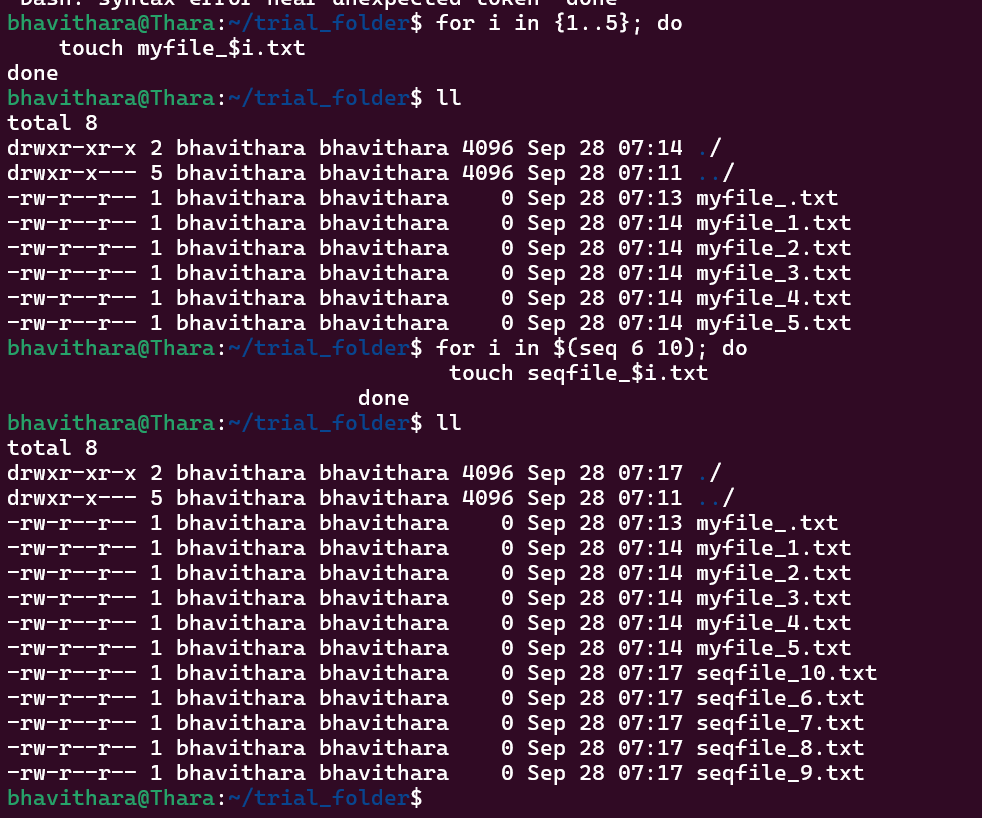 Bash: syntax error near unexpected token `done'
bhavithara@Thara:~/trial_folder$ for i in {1..5}; do
    touch myfile_$i.txt
done
bhavithara@Thara:~/trial_folder$ ll
total 8
drwxr-xr-x 2 bhavithara bhavithara 4096 Sep 28 07:14 ./
drwxr-x--- 5 bhavithara bhavithara 4096 Sep 28 07:11 ../
-rw-r--r-- 1 bhavithara bhavithara    0 Sep 28 07:13 myfile_.txt
-rw-r--r-- 1 bhavithara bhavithara    0 Sep 28 07:14 myfile_1.txt
-rw-r--r-- 1 bhavithara bhavithara    0 Sep 28 07:14 myfile_2.txt
-rw-r--r-- 1 bhavithara bhavithara    0 Sep 28 07:14 myfile_3.txt
-rw-r--r-- 1 bhavithara bhavithara    0 Sep 28 07:14 myfile_4.txt
-rw-r--r-- 1 bhavithara bhavithara    0 Sep 28 07:14 myfile_5.txt
bhavithara@Thara:~/trial_folder$ for i in $(seq 6 10); do
                                  touch seqfile_$i.txt
                           done
bhavithara@Thara:~/trial_folder$ ll
total 8
drwxr-xr-x 2 bhavithara bhavithara 4096 Sep 28 07:17 ./
drwxr-x--- 5 bhavithara bhavithara 4096 Sep 28 07:11 ../
-rw-r--r-- 1 bhavithara bhavithara    0 Sep 28 07:13 myfile_.txt
-rw-r--r-- 1 bhavithara bhavithara    0 Sep 28 07:14 myfile_1.txt
-rw-r--r-- 1 bhavithara bhavithara    0 Sep 28 07:14 myfile_2.txt
-rw-r--r-- 1 bhavithara bhavithara    0 Sep 28 07:14 myfile_3.txt
-rw-r--r-- 1 bhavithara bhavithara    0 Sep 28 07:14 myfile_4.txt
-rw-r--r-- 1 bhavithara bhavithara    0 Sep 28 07:14 myfile_5.txt
-rw-r--r-- 1 bhavithara bhavithara    0 Sep 28 07:17 seqfile_10.txt
-rw-r--r-- 1 bhavithara bhavithara    0 Sep 28 07:17 seqfile_6.txt
-rw-r--r-- 1 bhavithara bhavithara    0 Sep 28 07:17 seqfile_7.txt
-rw-r--r-- 1 bhavithara bhavithara    0 Sep 28 07:17 seqfile_8.txt
-rw-r--r-- 1 bhavithara bhavithara    0 Sep 28 07:17 seqfile_9.txt
bhavithara@Thara:~/trial_folder$